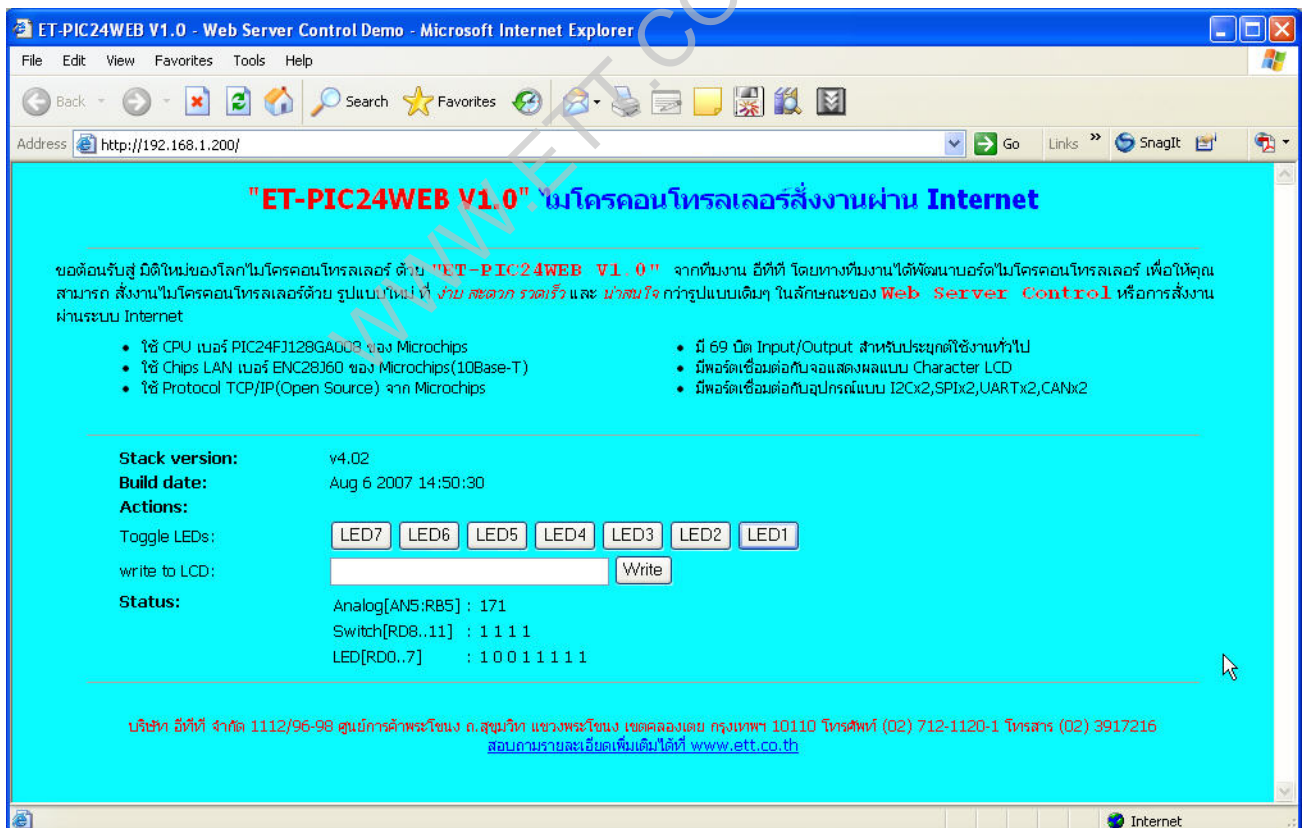 ET-PIC24WEB V1.0 - Web Server Control Demo - Microsoft Internet Explorer
File Edit View Favorites Tools Help
Back Search Favorites
Address http://192.168.1.200/ Go Links » SnagIt
"ET-PIC24WEB V1.0" ไมโครคอนโทรลเลอร์สั่งงานผ่าน Internet
ขอต้อนรับสู่ มิติใหม่ของโลกไมโครคอนโทรลเลอร์ ด้วย "ET-PIC24WEB V1.0" จากทีมงาน อีทีที โดยทางทีมงานได้พัฒนาบอร์ดไมโครคอนโทรลเลอร์ เพื่อให้คุณ
สามารถ สั่งงานไมโครคอนโทรลเลอร์ด้วย รูปแบบใหม่ ที่ ง่าย สะดวก รวดเร็ว และ น่าสนใจ กว่ารูปแบบเดิมๆ ในลักษณะของ Web Server Control หรือการสั่งงาน
ผ่านระบบ Internet
• ใช้ CPU เบอร์ PIC24FJ128GA008 ของ Microchips
• ใช้ Chips LAN เบอร์ ENC28J60 ของ Microchips(10Base-T)
• ใช้ Protocol TCP/IP(Open Source) จาก Microchips
• มี 69 บิต Input/Output สำหรับประยุกต์ใช้งานทั่วไป
• มีพอร์ตเชื่อมต่อกับจอแสดงผลแบบ Character LCD
• มีพอร์ตเชื่อมต่อกับอุปกรณ์แบบ I2Cx2,SPIx2,UARTx2,CANx2
Stack version: v4.02
Build date: Aug 6 2007 14:50:30
Actions:
Toggle LEDs: LED7 LED6 LED5 LED4 LED3 LED2 LED1
write to LCD: Write
Status: Analog[AN5:RB5] : 171
Switch[RD8..11] : 1 1 1 1
LED[RD0..7] : 1 0 0 1 1 1 1 1
บริษัท อีทีที จำกัด 1112/96-98 ศูนย์การค้าพระโขนง ถ.สุขุมวิท แขวงพระโขนง เขตคลองเตย กรุงเทพฯ 10110 โทรศัพท์ (02) 712-1120-1 โทรสาร (02) 3917216
สอบถามรายละเอียดเพิ่มเติมได้ที่ www.ett.co.th
Internet
WWW.ETT.CO